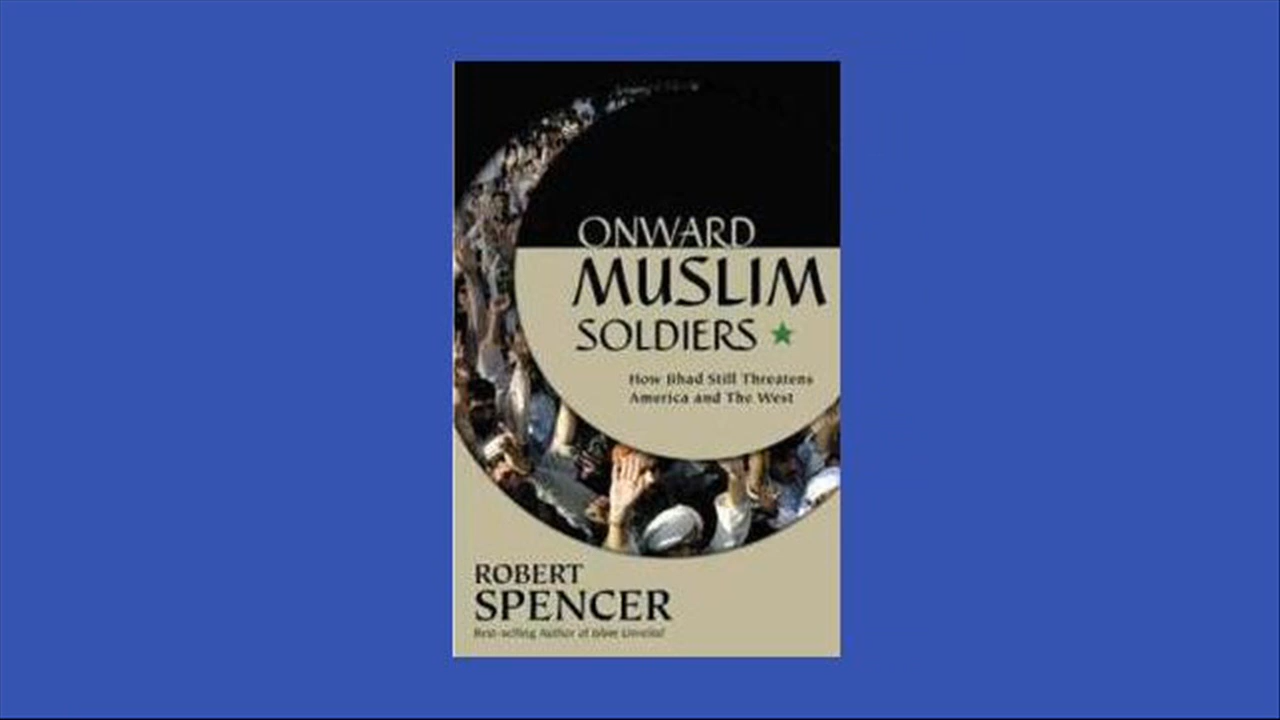 ONWARD
MUSLIM
SOLDIERS
How Jihad Still Threatens
America and The West
ROBERT
SPENCER
Best-selling Author of Islam Unveiled